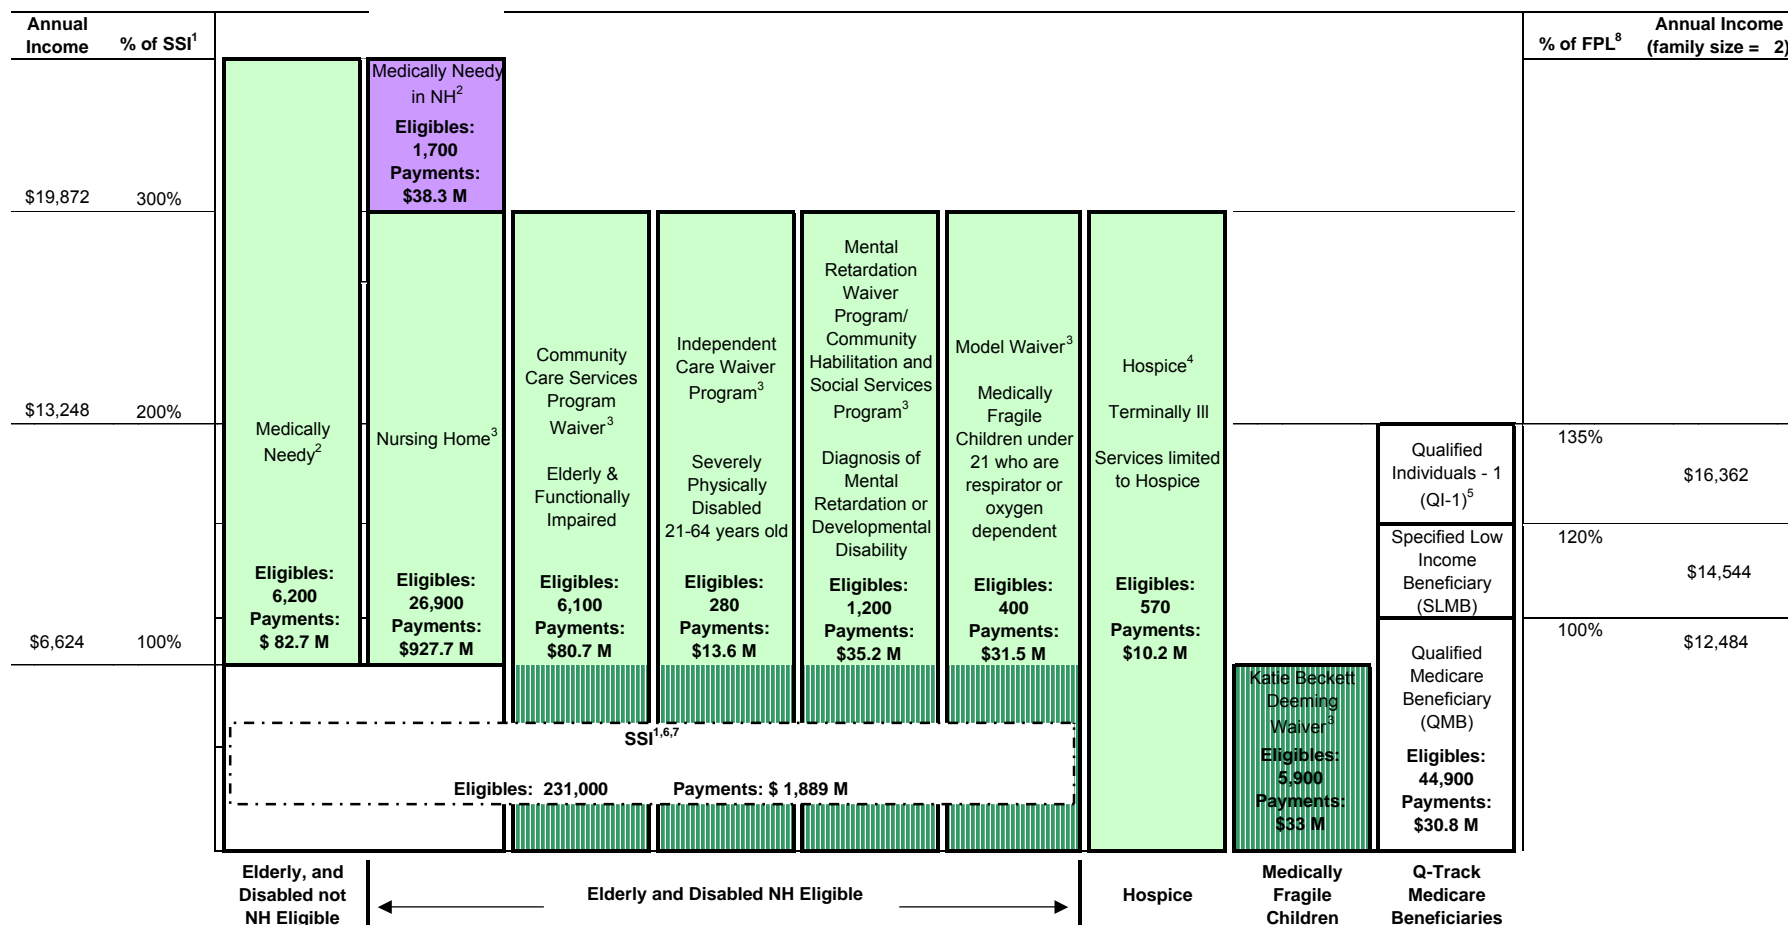 Annual
Income
% of SSI1
% of FPL8
Annual Income
(family size = 2)
$19,872
300%
$13,248
200%
$6,624
100%
Medically
Needy2
Eligibles:
6,200
Payments:
$ 82.7 M
Medically Needy
in NH2
Eligibles:
1,700
Payments:
$38.3 M
Nursing Home3
Eligibles:
26,900
Payments:
$927.7 M
Community
Care Services
Program
Waiver3
Elderly &
Functionally
Impaired
Eligibles:
6,100
Payments:
$80.7 M
Independent
Care Waiver
Program3
Severely
Physically
Disabled
21-64 years old
Eligibles:
280
Payments:
$13.6 M
Mental
Retardation
Waiver
Program/
Community
Habilitation and
Social Services
Program3
Diagnosis of
Mental
Retardation or
Developmental
Disability
Eligibles:
1,200
Payments:
$35.2 M
Model Waiver3
Medically
Fragile
Children under
21 who are
respirator or
oxygen
dependent
Eligibles:
400
Payments:
$31.5 M
Hospice4
Terminally Ill
Services limited
to Hospice
Eligibles:
570
Payments:
$10.2 M
Katie Beckett
Deeming
Waiver3
Eligibles:
5,900
Payments:
$33 M
Qualified
Individuals - 1
(QI-1)5
Specified Low
Income
Beneficiary
(SLMB)
Qualified
Medicare
Beneficiary
(QMB)
Eligibles:
44,900
Payments:
$30.8 M
135%
$16,362
120%
$14,544
100%
$12,484
SSI1,6,7
Eligibles: 231,000 Payments: $ 1,889 M
Elderly, and
Disabled not
NH Eligible
Elderly and Disabled NH Eligible
Hospice
Medically
Fragile
Children
Q-Track
Medicare
Beneficiaries